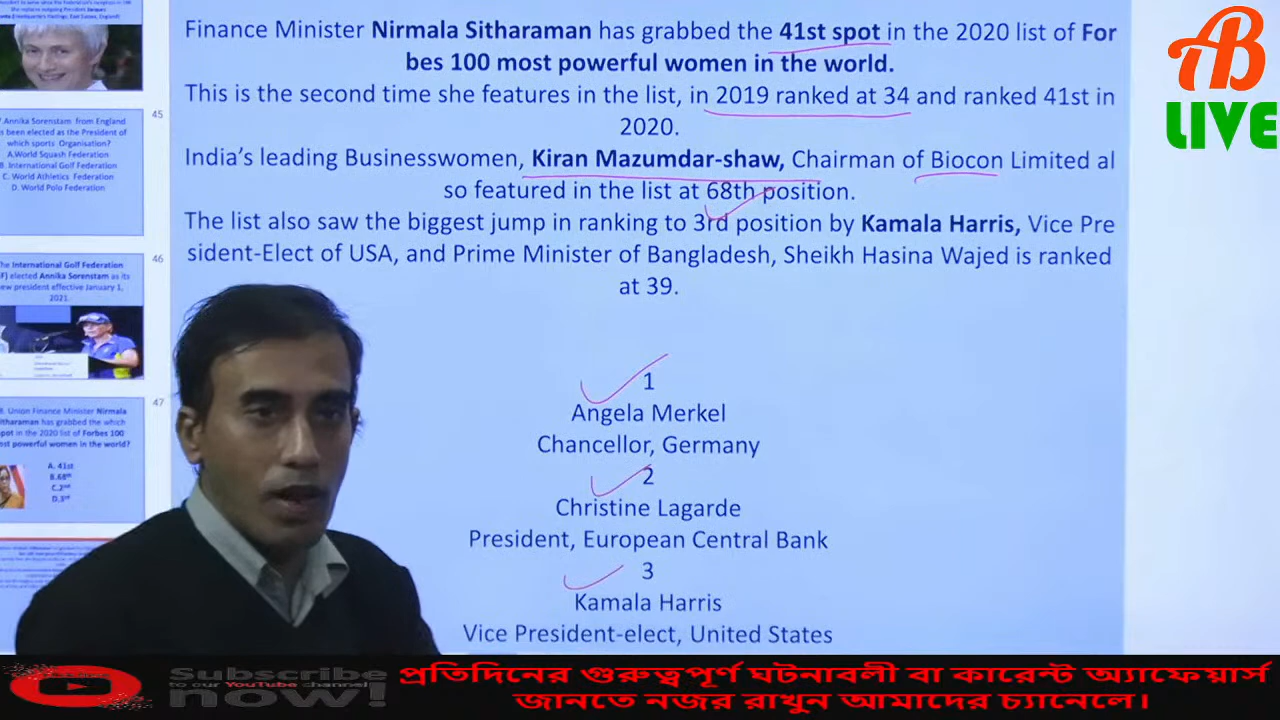 Finance Minister Nirmala Sitharaman has grabbed the 41st spot in the 2020 list of For
bes 100 most powerful women in the world.
This is the second time she features in the list, in 2019 ranked at 34 and ranked 41st in
2020.
India's leading Businesswomen, Kiran Mazumdar-shaw, Chairman of Biocon Limited al
so featured in the list at 68th position.
The list also saw the biggest jump in ranking to 3rd position by Kamala Harris, Vice Pre
sident-Elect of USA, and Prime Minister of Bangladesh, Sheikh Hasina Wajed is ranked
at 39.
1
Angela Merkel
Chancellor, Germany
2
Christine Lagarde
President, European Central Bank
3
Kamala Harris
Vice President-elect, United States
AB
LIVE
45
Annika Sorenstam from England
been elected as the President of
which sports Organisation?
A.World Squash Federation
B. International Golf Federation
C. World Athletics Federation
D. World Polo Federation
46
The International Golf Federation
elected Annika Sorenstam as its
new president effective January 1,
2021.
47
8. Union Finance Minister Nirmala
Sitharaman has grabbed the which
spot in the 2020 list of Forbes 100
most powerful women in the world?
A. 41st
B.68th
C.2nd
D.3rd
Subscribe
to our YouTube channel
now!
প্রতিদিনের গুরুত্বপূর্ণ ঘটনাবলী বা কারেন্ট অ্যাফেয়ার্স
জানতে নজর রাখুন আমাদের চ্যানেলে।